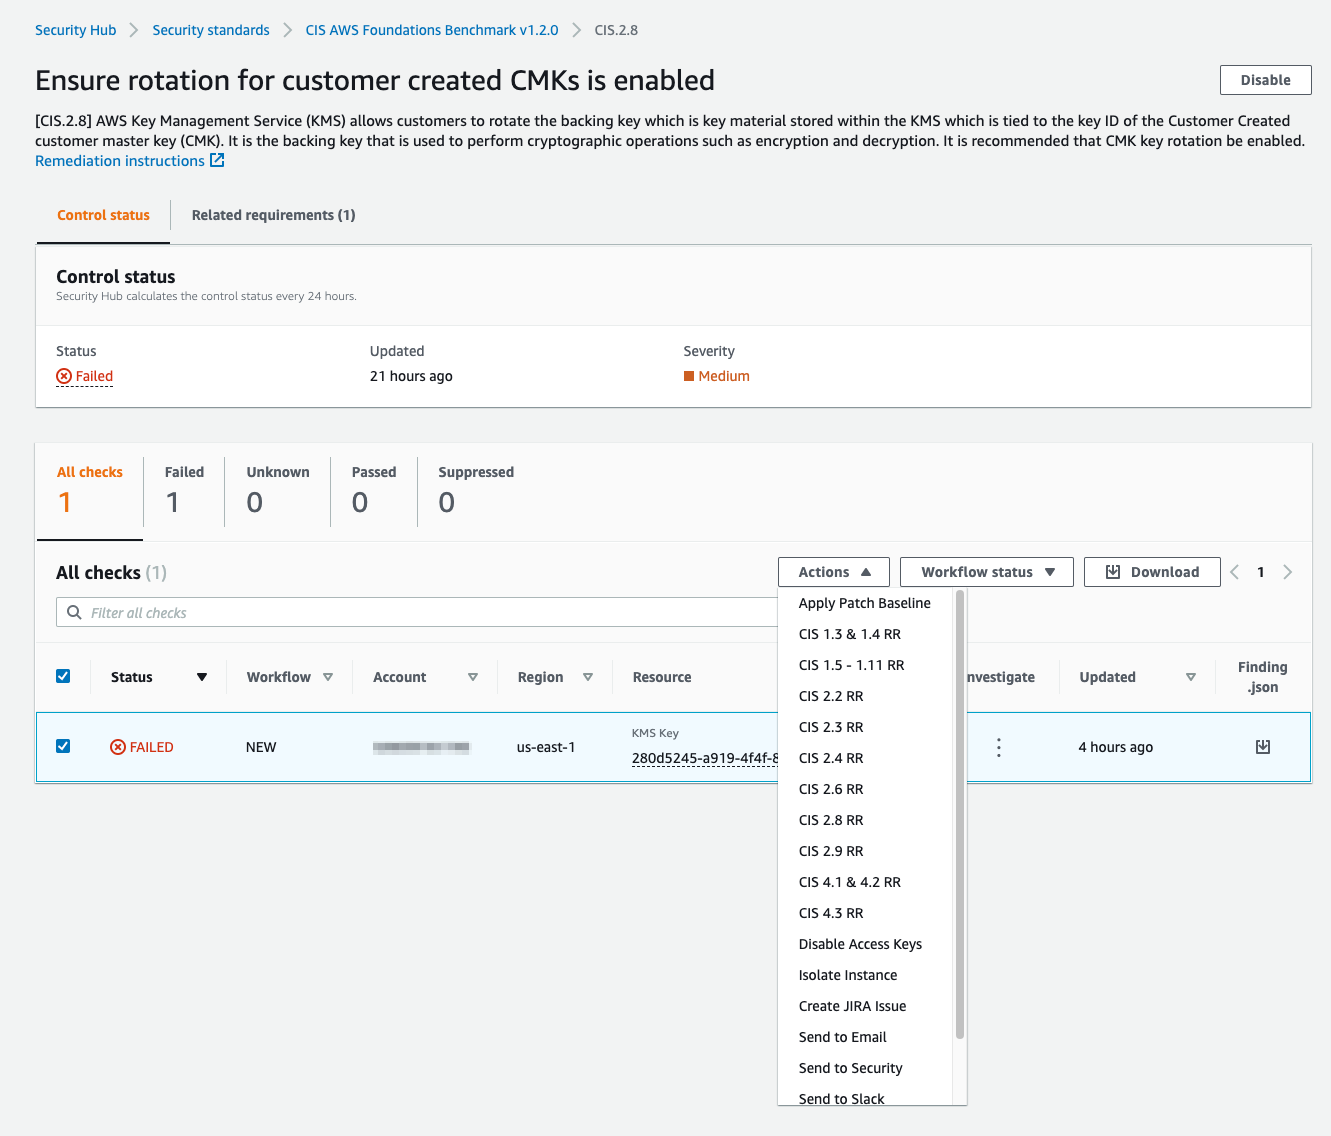 Security Hub
Security standards
CIS AWS Foundations Benchmark v1.2.0
CIS.2.8
Ensure rotation for customer created CMKs is enabled
Disable
[CIS.2.8] AWS Key Management Service (KMS) allows customers to rotate the backing key which is key material stored within the KMS which is tied to the key ID of the Customer Created
customer master key (CMK). It is the backing key that is used to perform cryptographic operations such as encryption and decryption. It is recommended that CMK key rotation be enabled.
Remediation instructions
Control status
Related requirements (1)
Control status
Security Hub calculates the control status every 24 hours.
Status
Updated
Severity
Failed
21 hours ago
Medium
All checks
Failed
Unknown
Passed
Suppressed
1
1
0
0
0
All checks (1)
Actions
Workflow status
Download
1
Filter all checks
Status
Workflow
Account
Region
Resource
nvestigate
Updated
Finding
.json
FAILED
NEW
us-east-1
KMS Key
280d5245-a919-4f4f-8
4 hours ago
Apply Patch Baseline
CIS 1.3 & 1.4 RR
CIS 1.5 - 1.11 RR
CIS 2.2 RR
CIS 2.3 RR
CIS 2.4 RR
CIS 2.6 RR
CIS 2.8 RR
CIS 2.9 RR
CIS 4.1 & 4.2 RR
CIS 4.3 RR
Disable Access Keys
Isolate Instance
Create JIRA Issue
Send to Email
Send to Security
Send to Slack